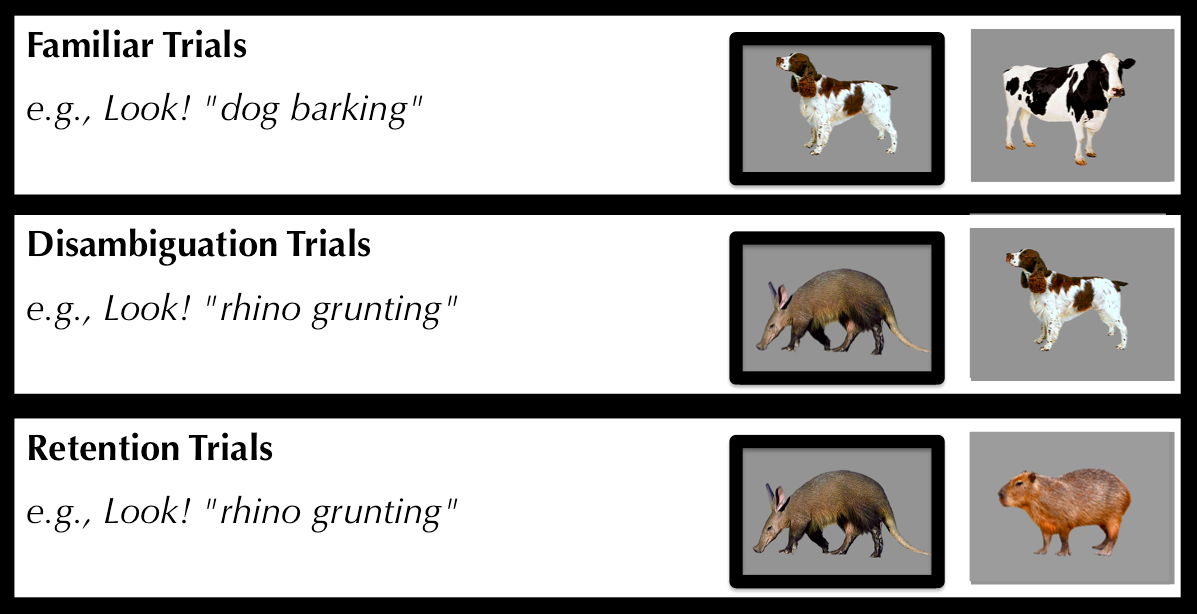 Familiar Trials
e.g., Look! "dog barking"
Disambiguation Trials
e.g., Look! "rhino grunting"
Retention Trials
e.g., Look! "rhino grunting"